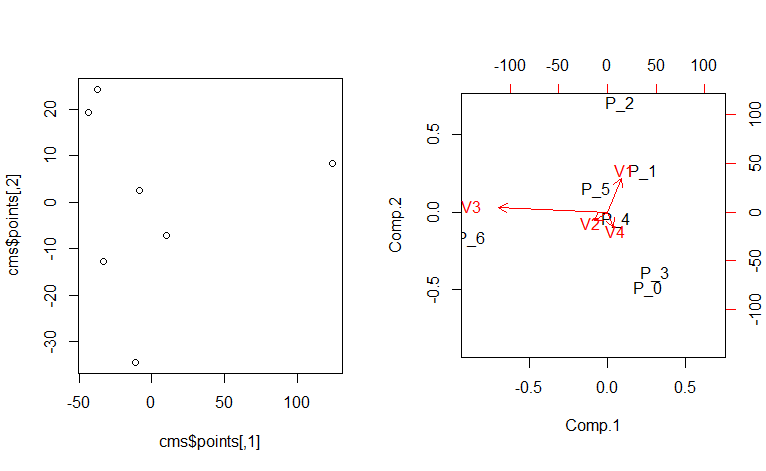 cms$points[,2]
20
10
0
-10
-20
-30
-50
0
50
100
cms$points[,1]
-100
-50
0
50
100
Comp.2
0.5
0.0
-0.5
P_2
V1
P_1
P_5
V3
P_4
V2
V4
P_6
P_3
P_0
100
50
0
-50
-100
-0.5
0.0
0.5
Comp.1